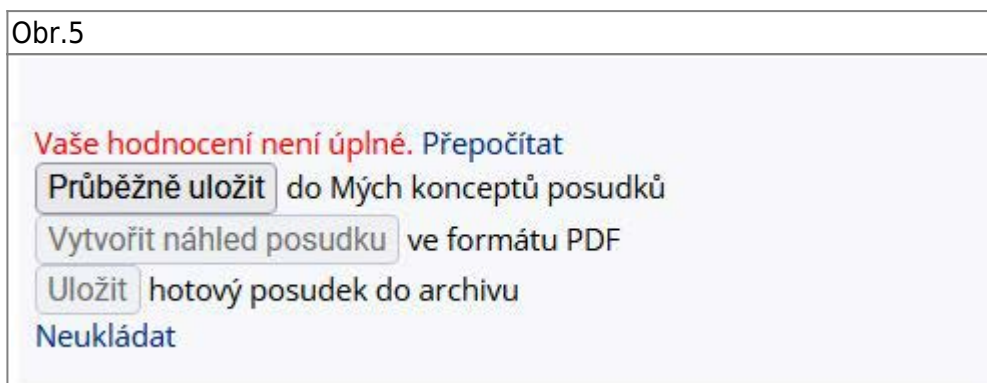 Obr.5
Vaše hodnocení není úplné. Přepočítat
Průběžně uložit do Mých konceptů posudků
Vytvořit náhled posudku ve formátu PDF
Uložit hotový posudek do archivu
Neukládat